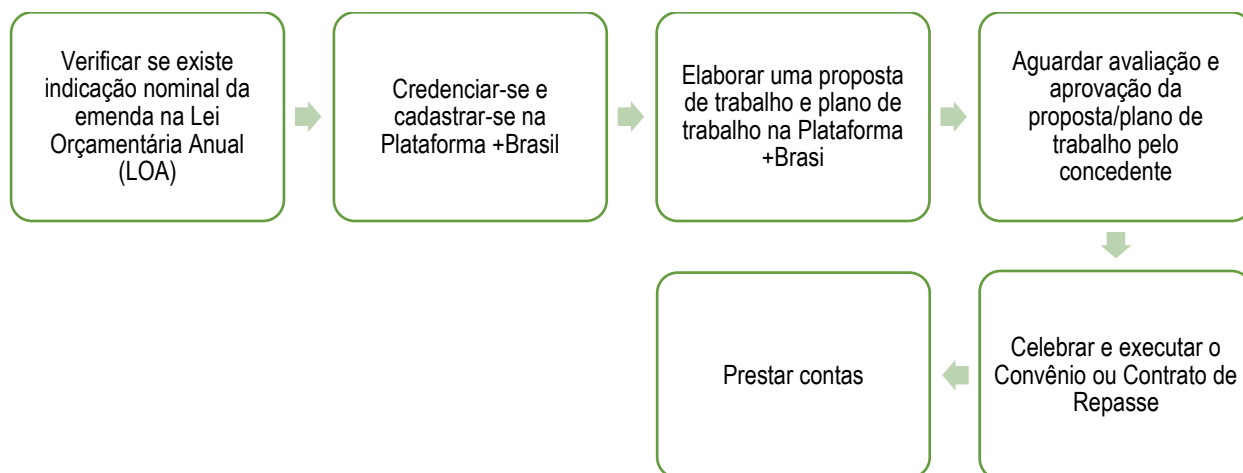 Verificar se existe
indicação nominal da
emenda na Lei
Orçamentária Anual
(LOA)
Credenciar-se e
cadastrar-se na
Plataforma +Brasil
Elaborar uma proposta
de trabalho e plano de
trabalho na Plataforma
+Brasi
Aguardar avaliação e
aprovação da
proposta/plano de
trabalho pelo
concedente
Celebrar e executar o
Convênio ou Contrato de
Repasse
Prestar contas